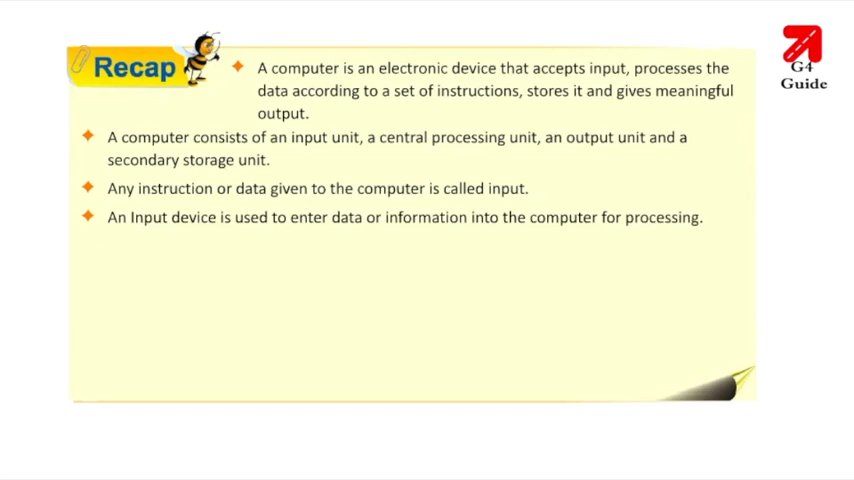 Recap
A computer is an electronic device that accepts input, processes the
data according to a set of instructions, stores it and gives meaningful
output.
A computer consists of an input unit, a central processing unit, an output unit and a
secondary storage unit.
Any instruction or data given to the computer is called input.
An Input device is used to enter data or information into the computer for processing.
G4
Guide